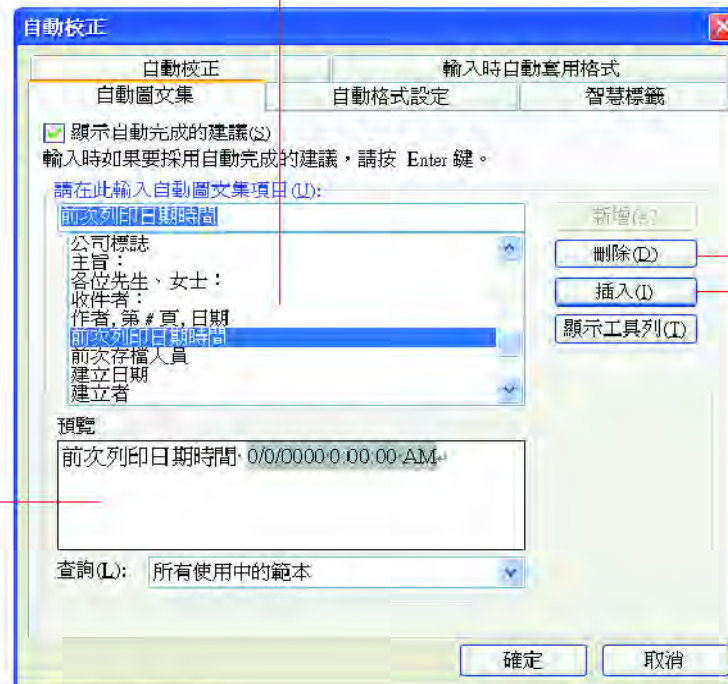 自動校正
自動校正 輸入時自動套用格式
自動圖文集 自動格式設定 智慧標籤
顯示自動完成的建議(S)
輸入時如果要採用自動完成的建議,請按 Enter 鍵。
請在此輸入自動圖文集項目(U):
前次列印日期時間 新增(A)
公司標誌
主旨:
各位先生、女士:
收件者:
作者, 第 # 頁, 日期
前次列印日期時間
前次存檔人員
建立日期
建立者
刪除(D)
插入(I)
顯示工具列(T)
預覽
前次列印日期時間· 0/0/0000·0:00:00·AM↵
查詢(L): 所有使用中的範本
確定 取消